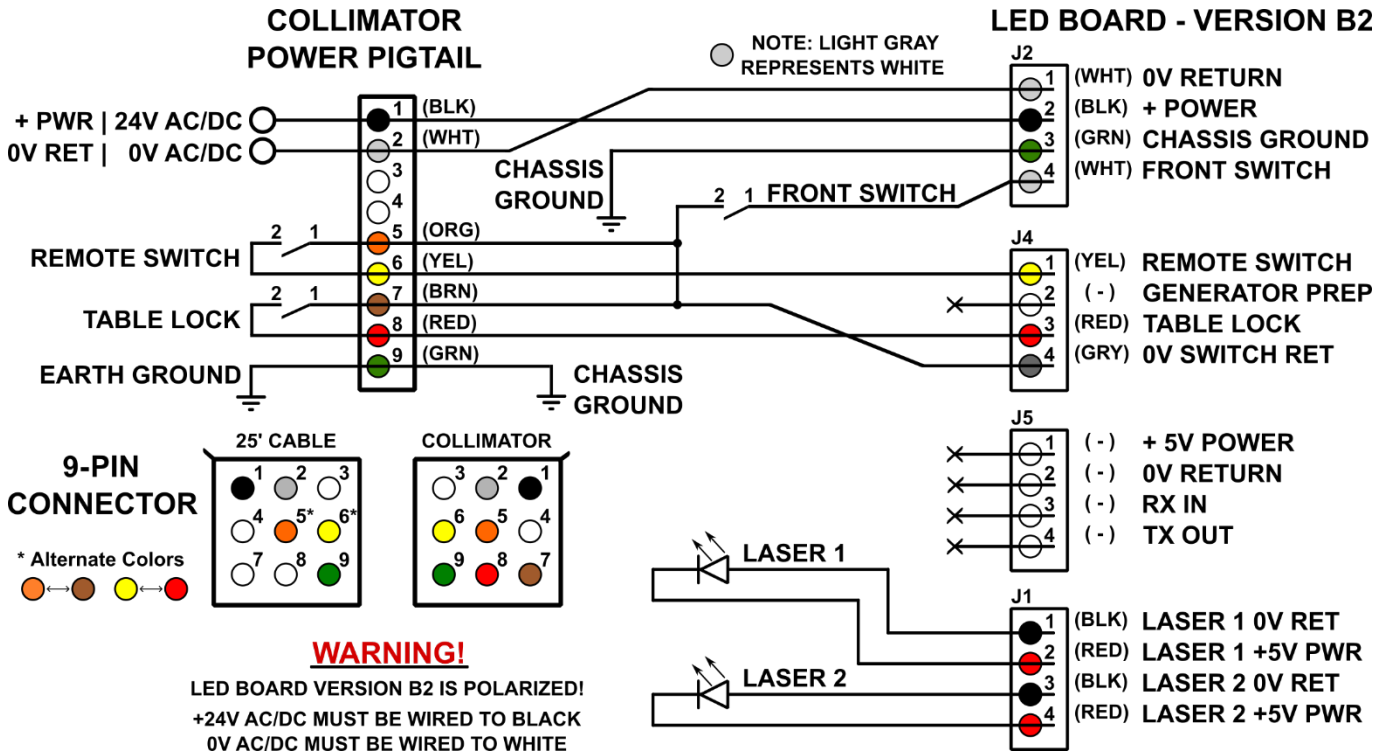 COLLIMATOR
POWER PIGTAIL
NOTE: LIGHT GRAY
REPRESENTS WHITE
LED BOARD - VERSION B2
+ PWR | 24V AC/DC
0V RET | 0V AC/DC
1 (BLK)
2 (WHT)
3
4
5 (ORG)
6 (YEL)
7 (BRN)
8 (RED)
9 (GRN)
REMOTE SWITCH
2 1
TABLE LOCK
2 1
EARTH GROUND
CHASSIS
GROUND
CHASSIS
GROUND
2 1 FRONT SWITCH
J2
1 (WHT) 0V RETURN
2 (BLK) + POWER
3 (GRN) CHASSIS GROUND
4 (WHT) FRONT SWITCH
J4
1 (YEL) REMOTE SWITCH
2 ( - ) GENERATOR PREP
3 (RED) TABLE LOCK
4 (GRY) 0V SWITCH RET
J5
1 ( - ) + 5V POWER
2 ( - ) 0V RETURN
3 ( - ) RX IN
4 ( - ) TX OUT
J1
1 (BLK) LASER 1 0V RET
2 (RED) LASER 1 +5V PWR
3 (BLK) LASER 2 0V RET
4 (RED) LASER 2 +5V PWR
LASER 1
LASER 2
9-PIN
CONNECTOR
* Alternate Colors
25' CABLE
1 2 3
4 5* 6*
7 8 9
COLLIMATOR
3 2 1
6 5 4
9 8 7
WARNING!
LED BOARD VERSION B2 IS POLARIZED!
+24V AC/DC MUST BE WIRED TO BLACK
0V AC/DC MUST BE WIRED TO WHITE